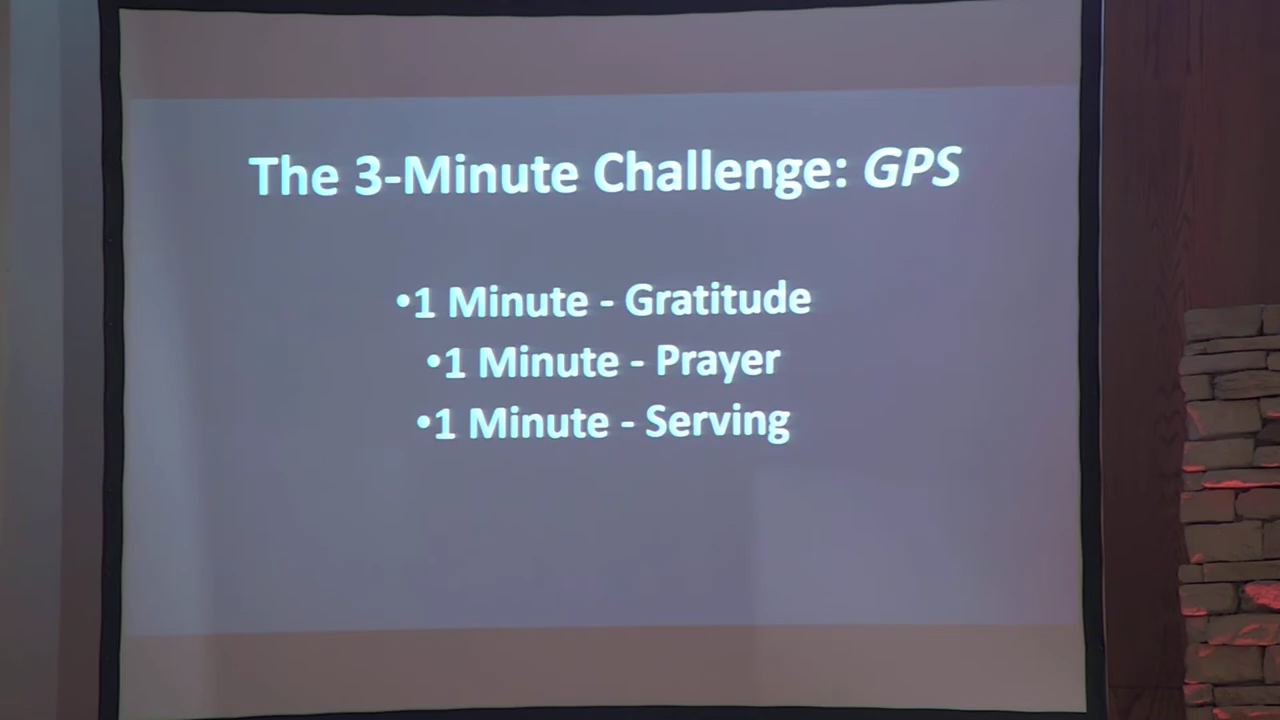 The 3-Minute Challenge: GPS
•1 Minute - Gratitude
•1 Minute - Prayer
•1 Minute - Serving